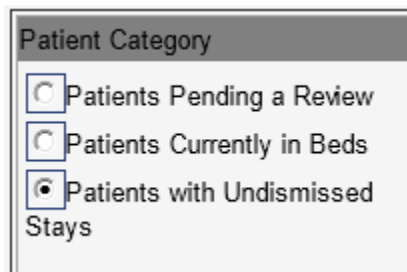 Patient Category
Patients Pending a Review
Patients Currently in Beds
Patients with Undismissed
Stays